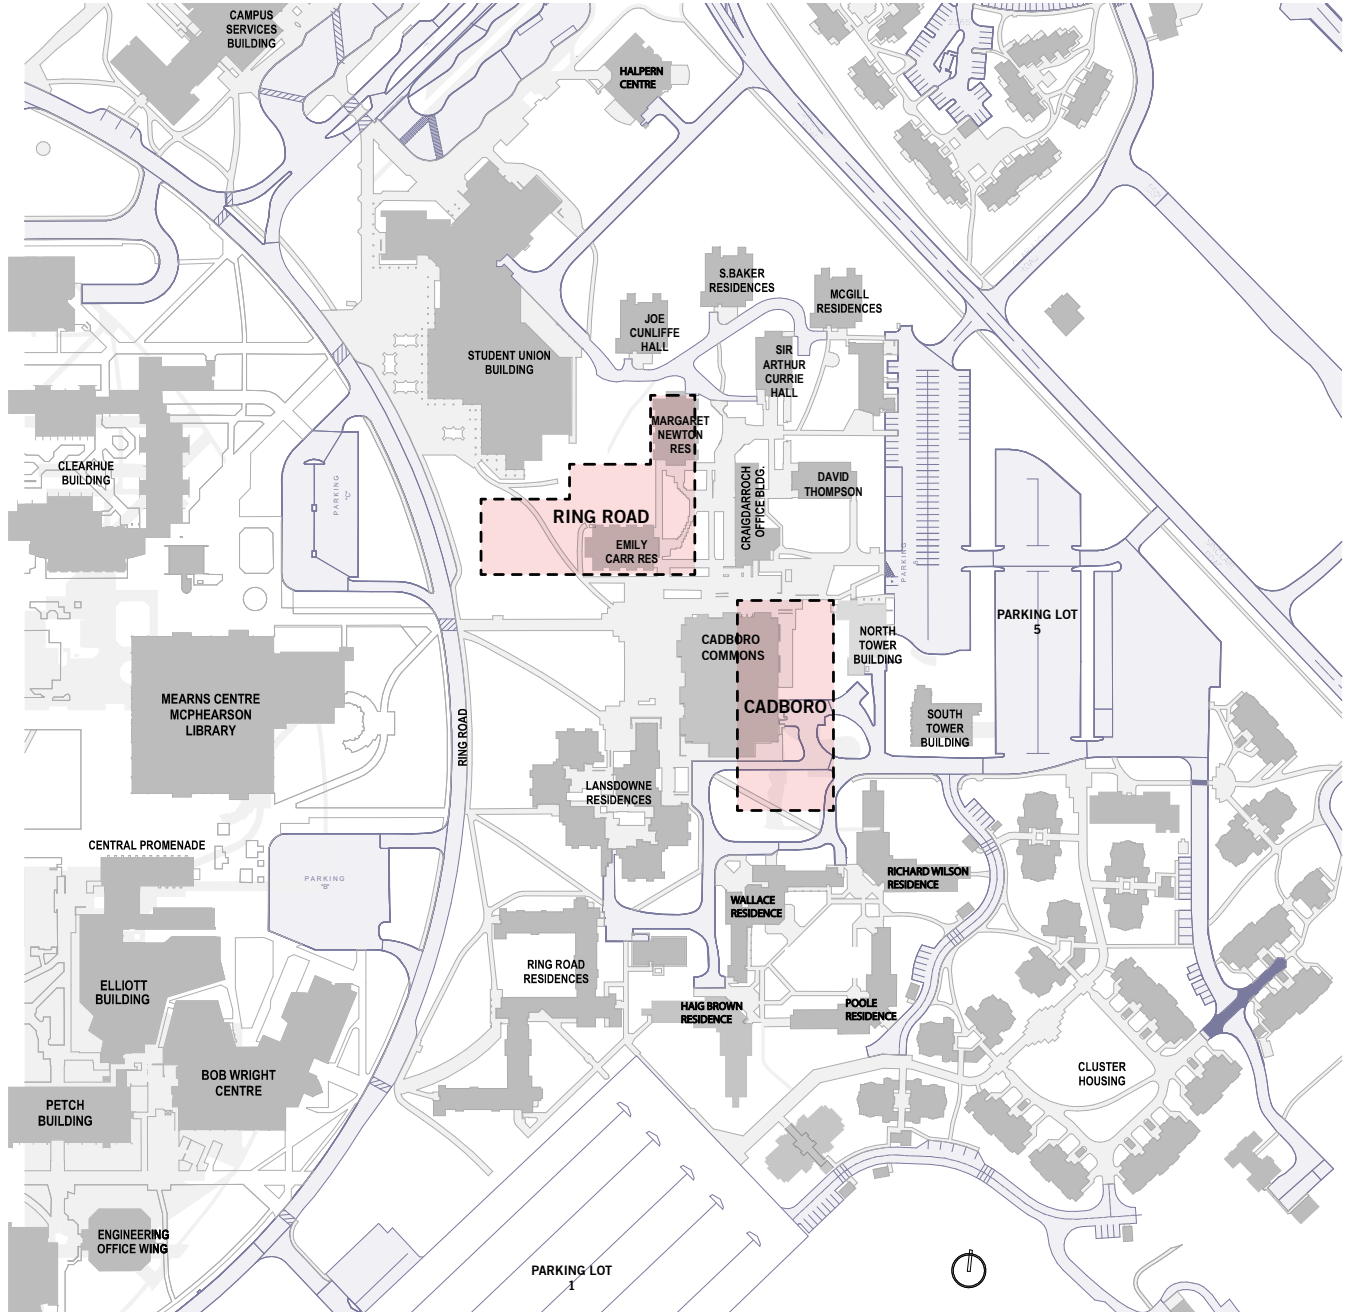 CAMPUS
SERVICES
BUILDING
HALPERN
CENTRE
S.BAKER
RESIDENCES
MCGILL
RESIDENCES
JOE
CUNLIFFE
HALL
SIR
ARTHUR
CURRIE
HALL
STUDENT UNION
BUILDING
MARGARET
NEWTON
RES
CLEARHUE
BUILDING
PARKING
"C"
CRAIGDARROCH
OFFICE BLDG.
DAVID
THOMPSON
RING ROAD
EMILY
CARR RES
PARKING
PARKING LOT
5
CADBORO
COMMONS
NORTH
TOWER
BUILDING
MEARNS CENTRE
MCPHEARSON
LIBRARY
CADBORO
SOUTH
TOWER
BUILDING
RING ROAD
LANSDOWNE
RESIDENCES
CENTRAL PROMENADE
PARKING
"B"
RICHARD WILSON
RESIDENCE
WALLACE
RESIDENCE
RING ROAD
RESIDENCES
ELLIOTT
BUILDING
HAIG BROWN
RESIDENCE
POOLE
RESIDENCE
BOB WRIGHT
CENTRE
CLUSTER
HOUSING
PETCH
BUILDING
ENGINEERING
OFFICE WING
PARKING LOT
1